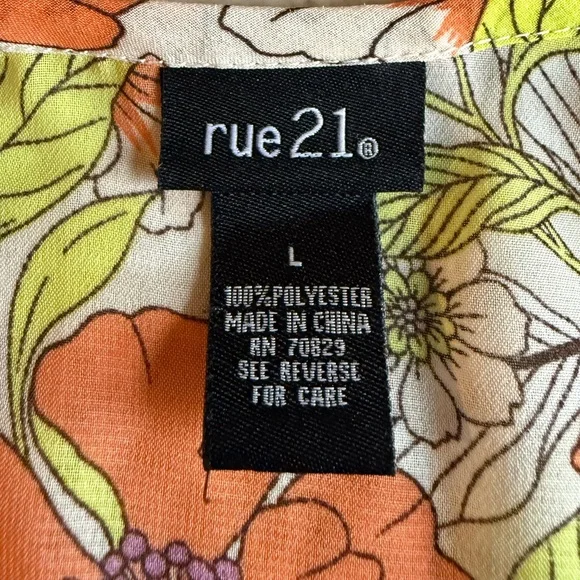 rue21®
L
100%POLYESTER
MADE IN CHINA
RN 70829
SEE REVERSE
FOR CARE